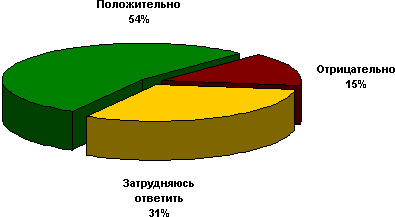 Положительно
54%
Отрицательно
15%
Затрудняюсь
ответить
31%